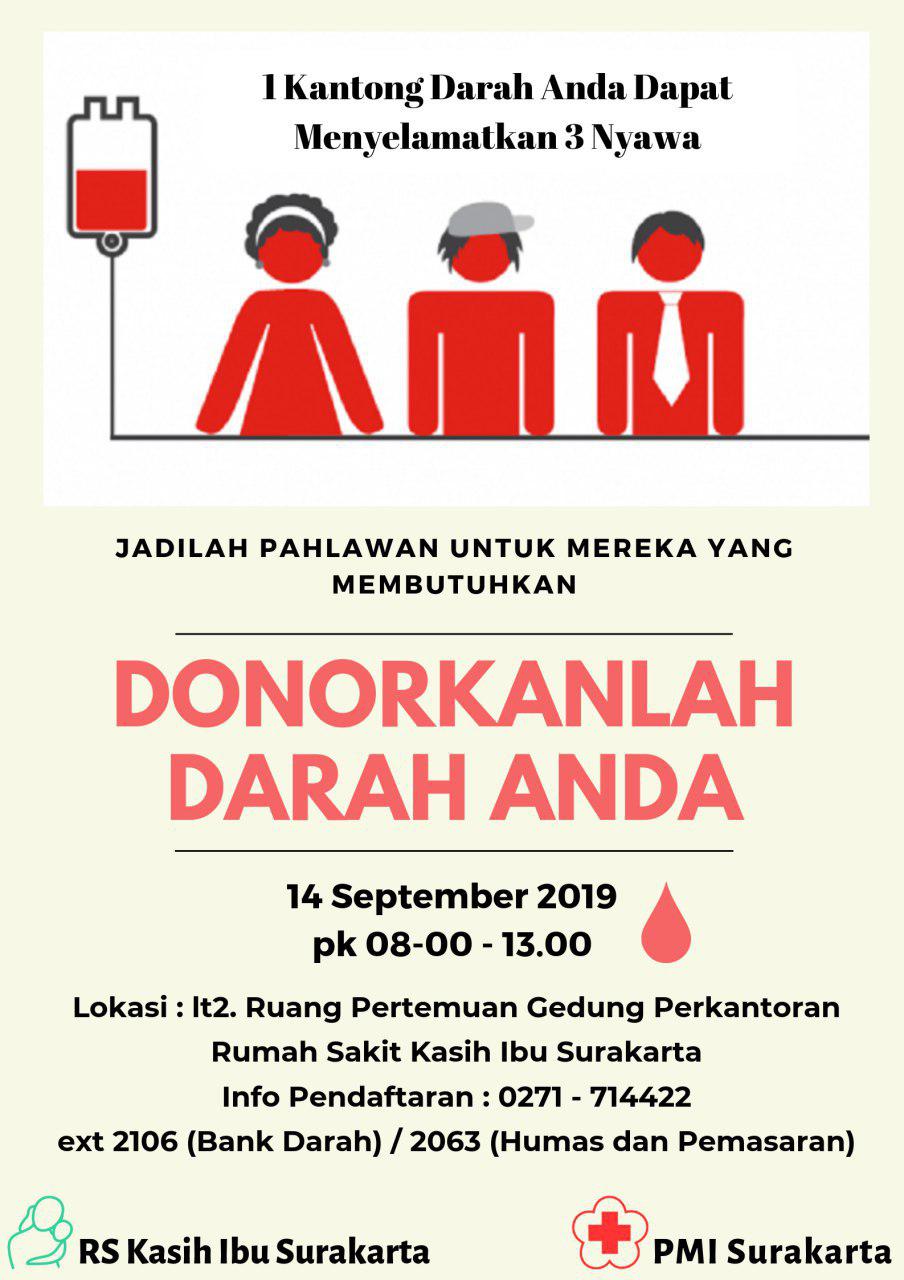 1 Kantong Darah Anda Dapat
Menyelamatkan 3 Nyawa
JADILAH PAHLAWAN UNTUK MEREKA YANG
MEMBUTUHKAN
DONORKANLAH
DARAH ANDA
14 September 2019
pk 08-00 - 13.00
Lokasi : lt2. Ruang Pertemuan Gedung Perkantoran
Rumah Sakit Kasih Ibu Surakarta
Info Pendaftaran : 0271 - 714422
ext 2106 (Bank Darah) / 2063 (Humas dan Pemasaran)
RS Kasih Ibu Surakarta
PMI Surakarta